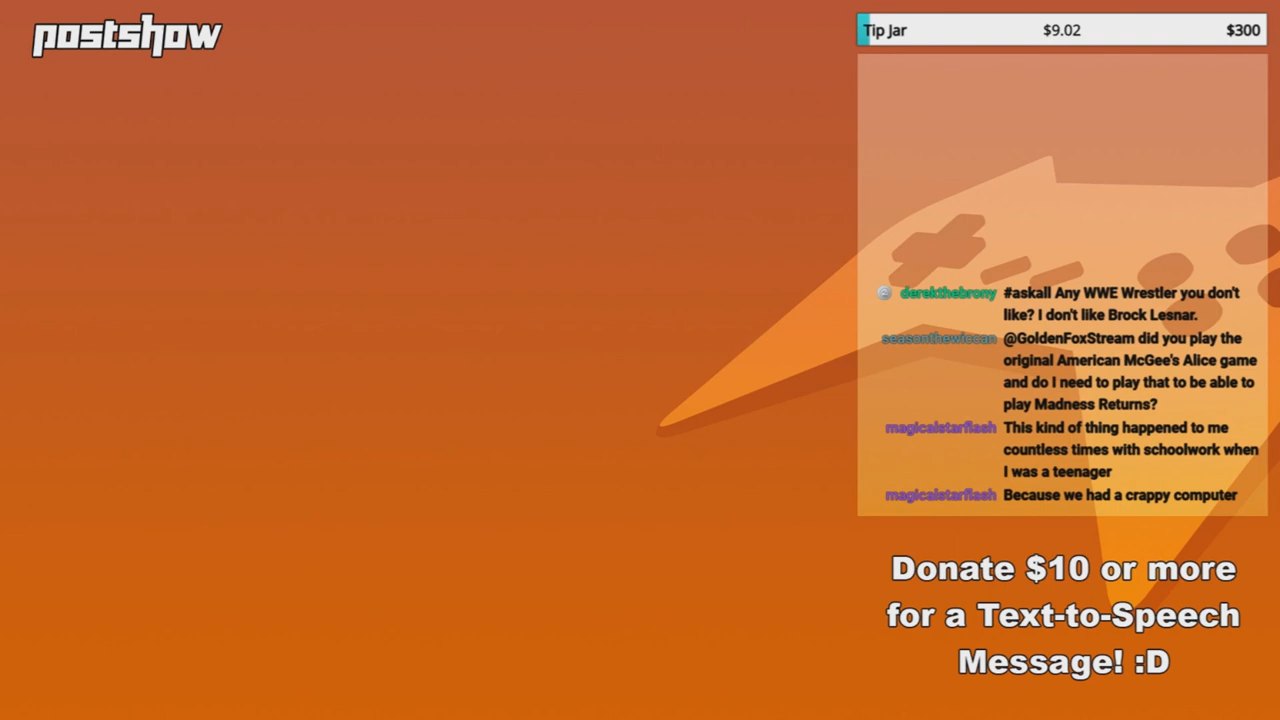 postshow
Tip Jar $9.02 $300
derekthebrony #askall Any WWE Wrestler you don't
like? I don't like Brock Lesnar.
seasonthewiccan @GoldenFoxStream did you play the
original American McGee's Alice game
and do I need to play that to be able to
play Madness Returns?
magicalstarflash This kind of thing happened to me
countless times with schoolwork when
I was a teenager
magicalstarflash Because we had a crappy computer
Donate $10 or more
for a Text-to-Speech
Message! :D